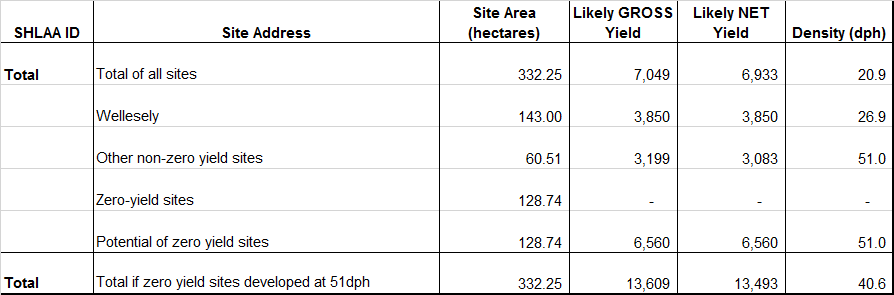 SHLAA ID Site Address Site Area (hectares) Likely GROSS Yield Likely NET Yield Density (dph)
Total Total of all sites 332.25 7,049 6,933 20.9
Wellesely 143.00 3,850 3,850 26.9
Other non-zero yield sites 60.51 3,199 3,083 51.0
Zero-yield sites 128.74 - - -
Potential of zero yield sites 128.74 6,560 6,560 51.0
Total Total if zero yield sites developed at 51dph 332.25 13,609 13,493 40.6